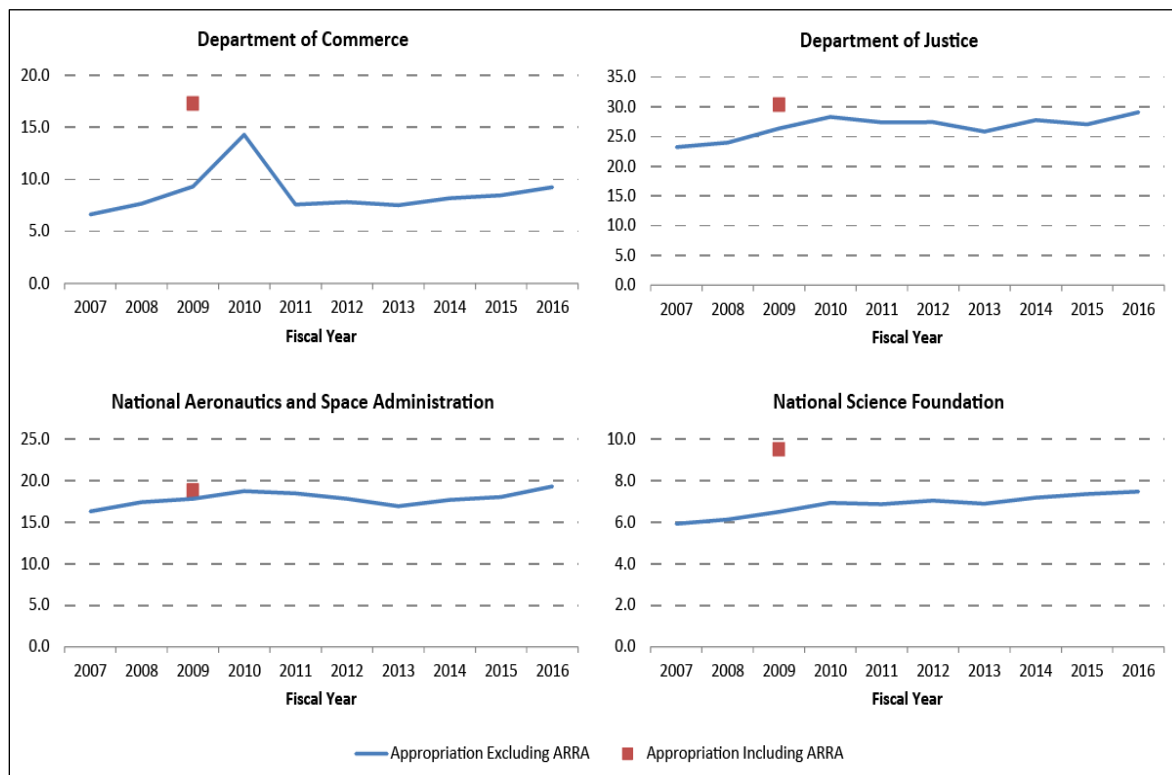 Department of Commerce
20.0
15.0
10.0
5.0
0.0
2007 2008 2009 2010 2011 2012 2013 2014 2015 2016
Fiscal Year
Department of Justice
35.0
30.0
25.0
20.0
15.0
10.0
5.0
0.0
2007 2008 2009 2010 2011 2012 2013 2014 2015 2016
Fiscal Year
National Aeronautics and Space Administration
25.0
20.0
15.0
10.0
5.0
0.0
2007 2008 2009 2010 2011 2012 2013 2014 2015 2016
Fiscal Year
National Science Foundation
10.0
8.0
6.0
4.0
2.0
0.0
2007 2008 2009 2010 2011 2012 2013 2014 2015 2016
Fiscal Year
Appropriation Excluding ARRA Appropriation Including ARRA